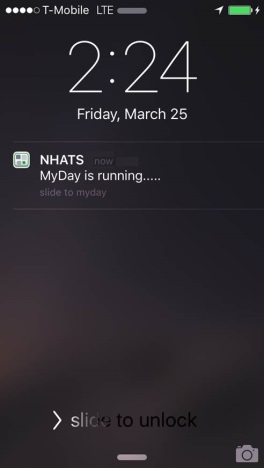 T-Mobile LTE
2:24
Friday, March 25
NHATS now
MyDay is running.....
slide to myday
slide to unlock